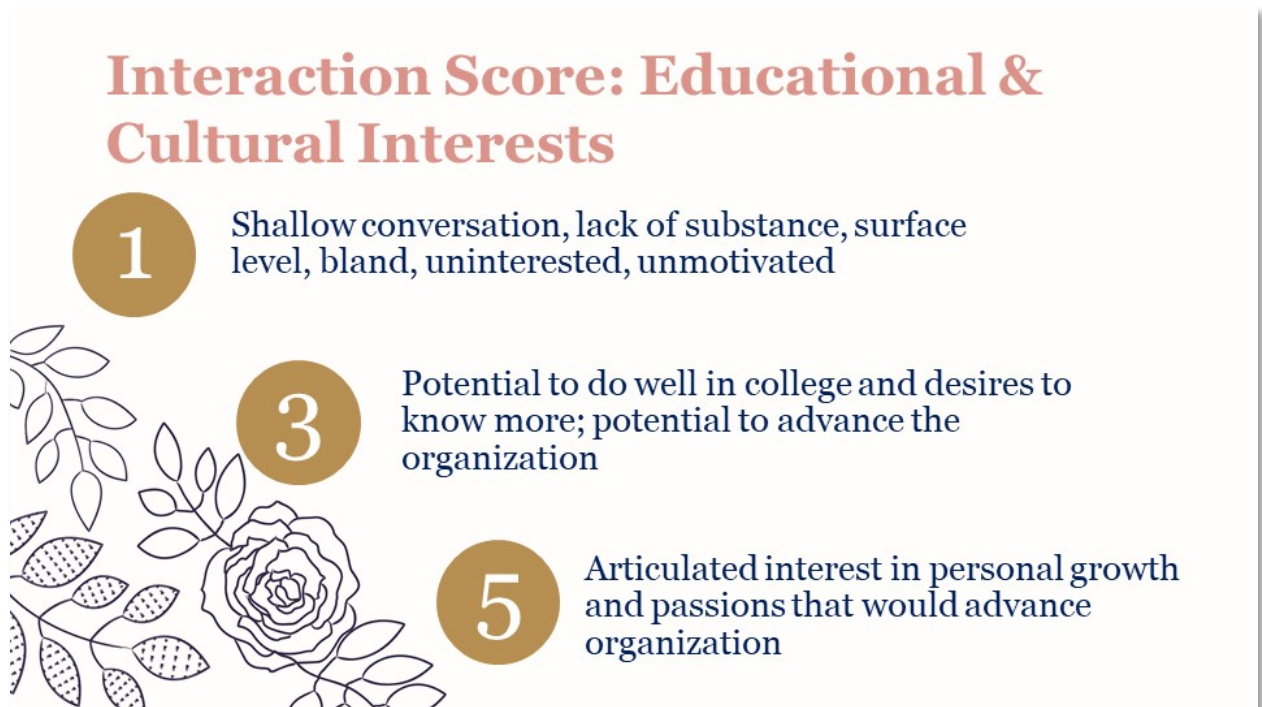 Interaction Score: Educational &
Cultural Interests
1
Shallow conversation, lack of substance, surface
level, bland, uninterested, unmotivated
3
Potential to do well in college and desires to
know more; potential to advance the
organization
5
Articulated interest in personal growth
and passions that would advance
organization